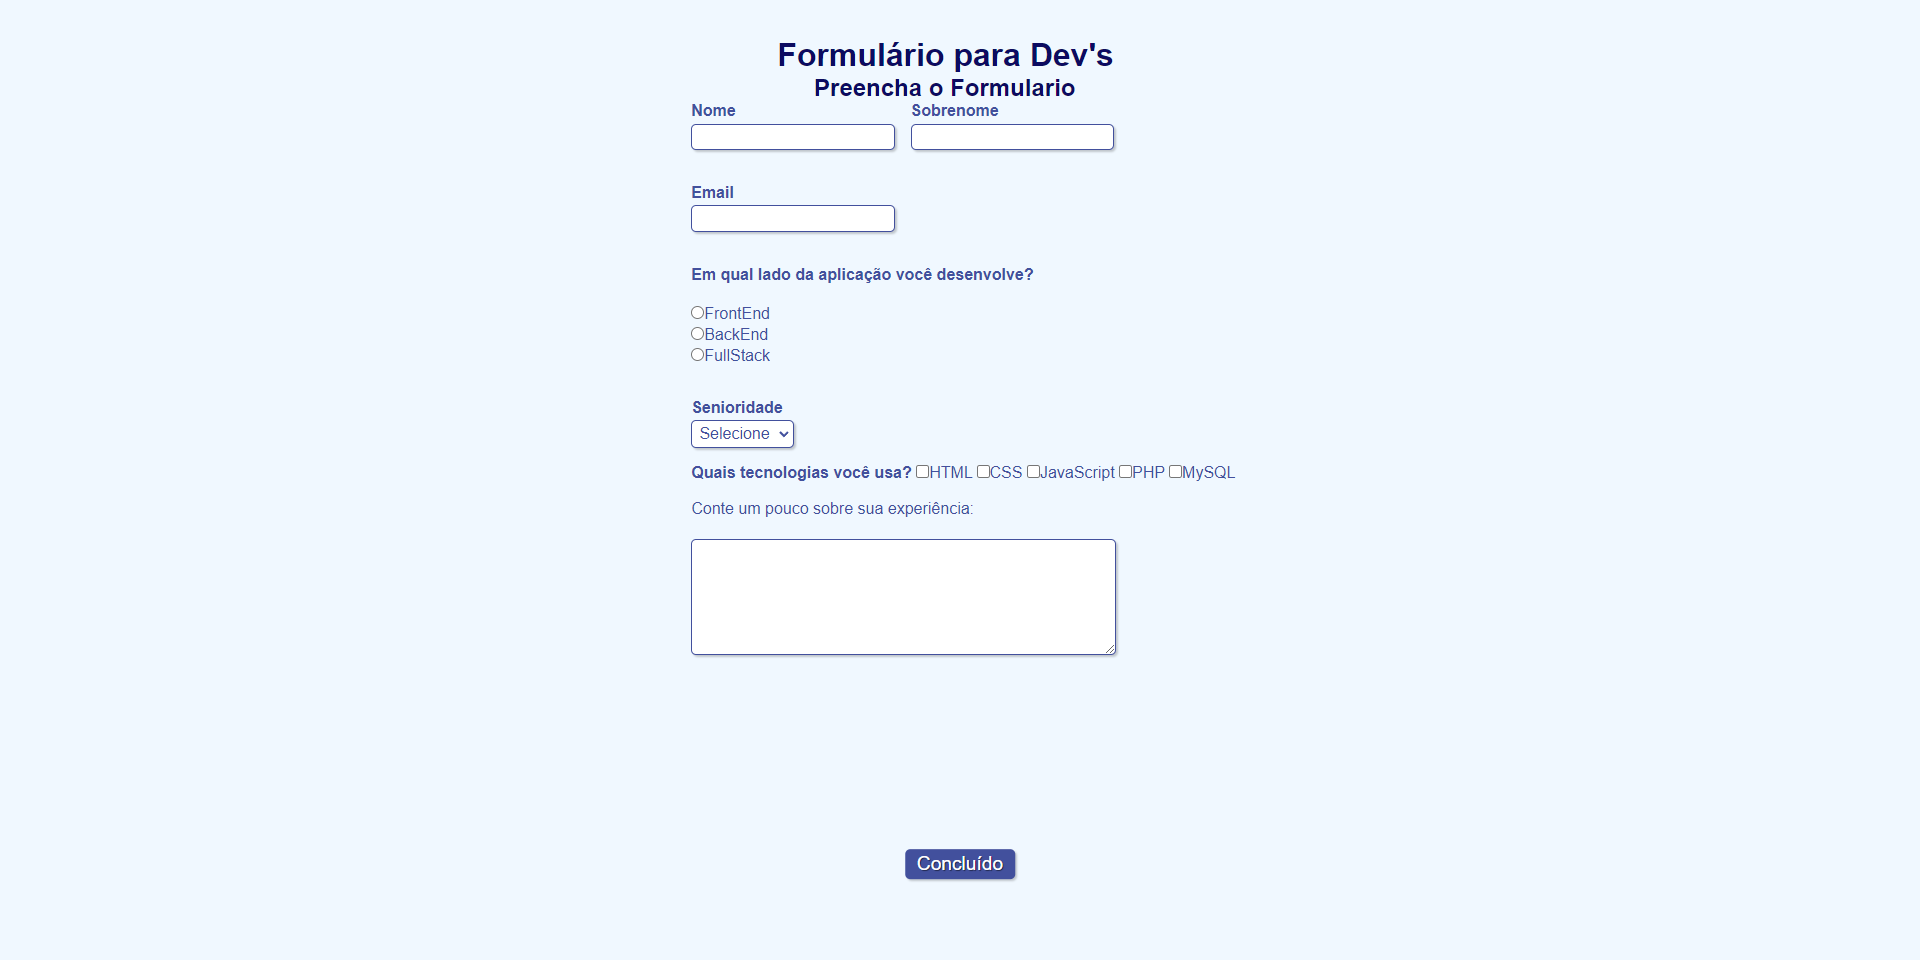 Formulário para Dev's
Preencha o Formulario
Nome Sobrenome
Email
Em qual lado da aplicação você desenvolve?
FrontEnd
BackEnd
FullStack
Senioridade
Selecione
Quais tecnologias você usa? HTML CSS JavaScript PHP MySQL
Conte um pouco sobre sua experiência:
Concluído